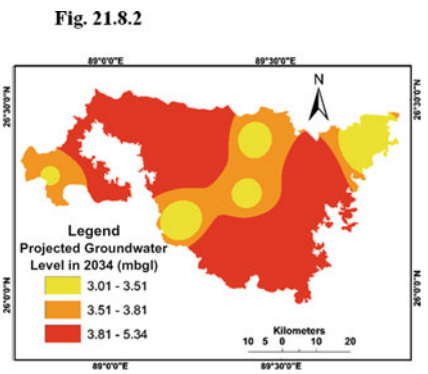 Fig. 21.8.2
89°0'0"E 89°30'0"E
26°30'0"N
26°30'0"N
N
Legend
Projected Groundwater
Level in 2034 (mbgl)
3.01 - 3.51
3.51 - 3.81
3.81 - 5.34
26°0'0"N
26°0'0"N
Kilometers
10 5 0 10 20
89°0'0"E 89°30'0"E